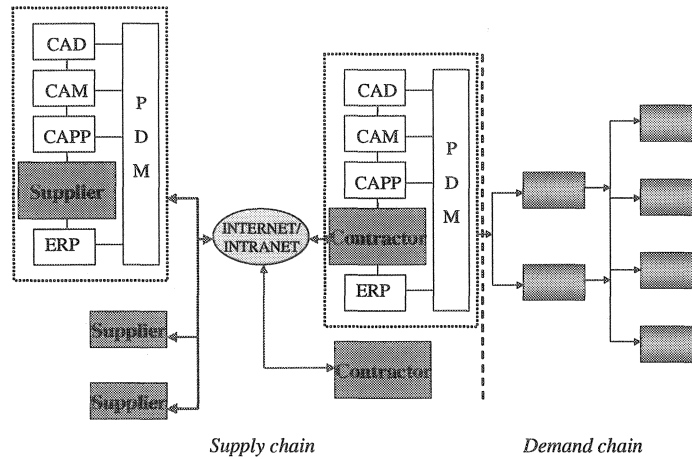 CAD
CAM
CAPP
Supplier
ERP
P
D
M
INTERNET/
INTRANET
CAD
CAM
CAPP
Contractor
ERP
P
D
M
Supplier
Supplier
Contractor
Supply chain
Demand chain